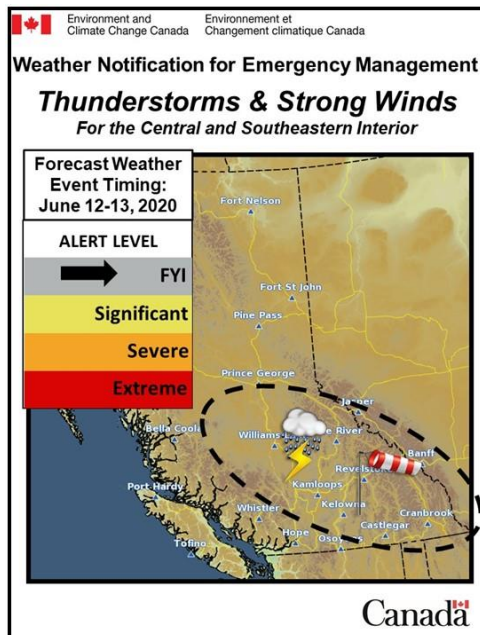 Environment and
Climate Change Canada
Environnement et
Changement climatique Canada
Weather Notification for Emergency Management
Thunderstorms & Strong Winds
For the Central and Southeastern Interior
Forecast Weather
Event Timing:
June 12-13, 2020
ALERT LEVEL
FYI
Significant
Severe
Extreme
Fort Nelson
Fort St John
Pine Pass
Prince George
Jasper
Bella Coola
Williams
River
Banff
Revelstoke
Port Hardy
Kamloops
Whistler
Kelowna
Cranbrook
Castlegar
Hope
Osoyoos
Tofino
Canada